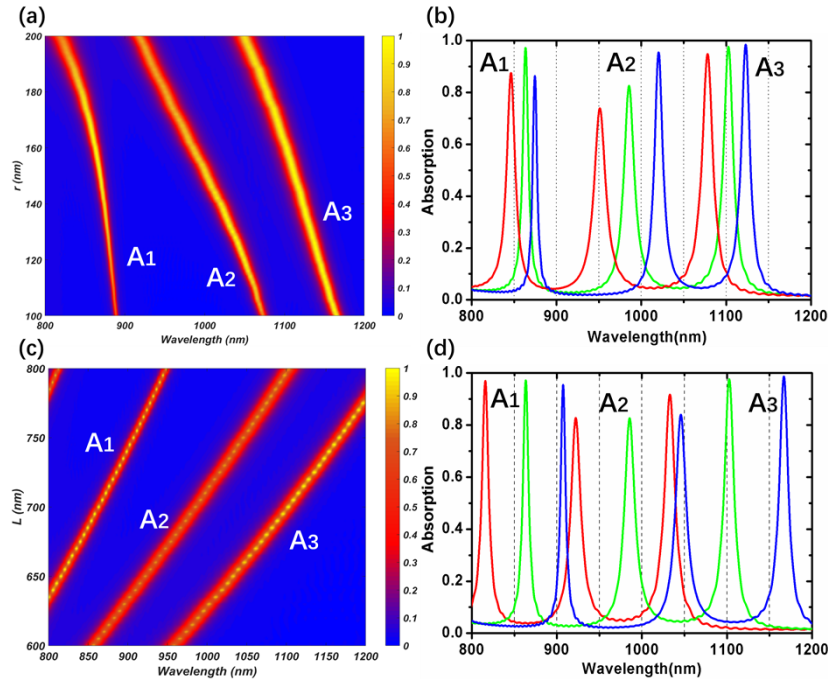 (a)
200
180
160
140
120
100
r (nm)
A1
A2
A3
800 900 1000 1100 1200
Wavelength (nm)
1
0.9
0.8
0.7
0.6
0.5
0.4
0.3
0.2
0.1
0
(b)
1.0
0.8
0.6
0.4
0.2
0.0
Absorption
A1 A2 A3
800 900 1000 1100 1200
Wavelength(nm)
(c)
800
750
700
650
600
L (nm)
A1
A2
A3
800 850 900 950 1000 1050 1100 1150 1200
Wavelength (nm)
1
0.9
0.8
0.7
0.6
0.5
0.4
0.3
0.2
0.1
0
(d)
1.0
0.8
0.6
0.4
0.2
0.0
Absorption
A1 A2 A3
800 900 1000 1100 1200
Wavelength(nm)